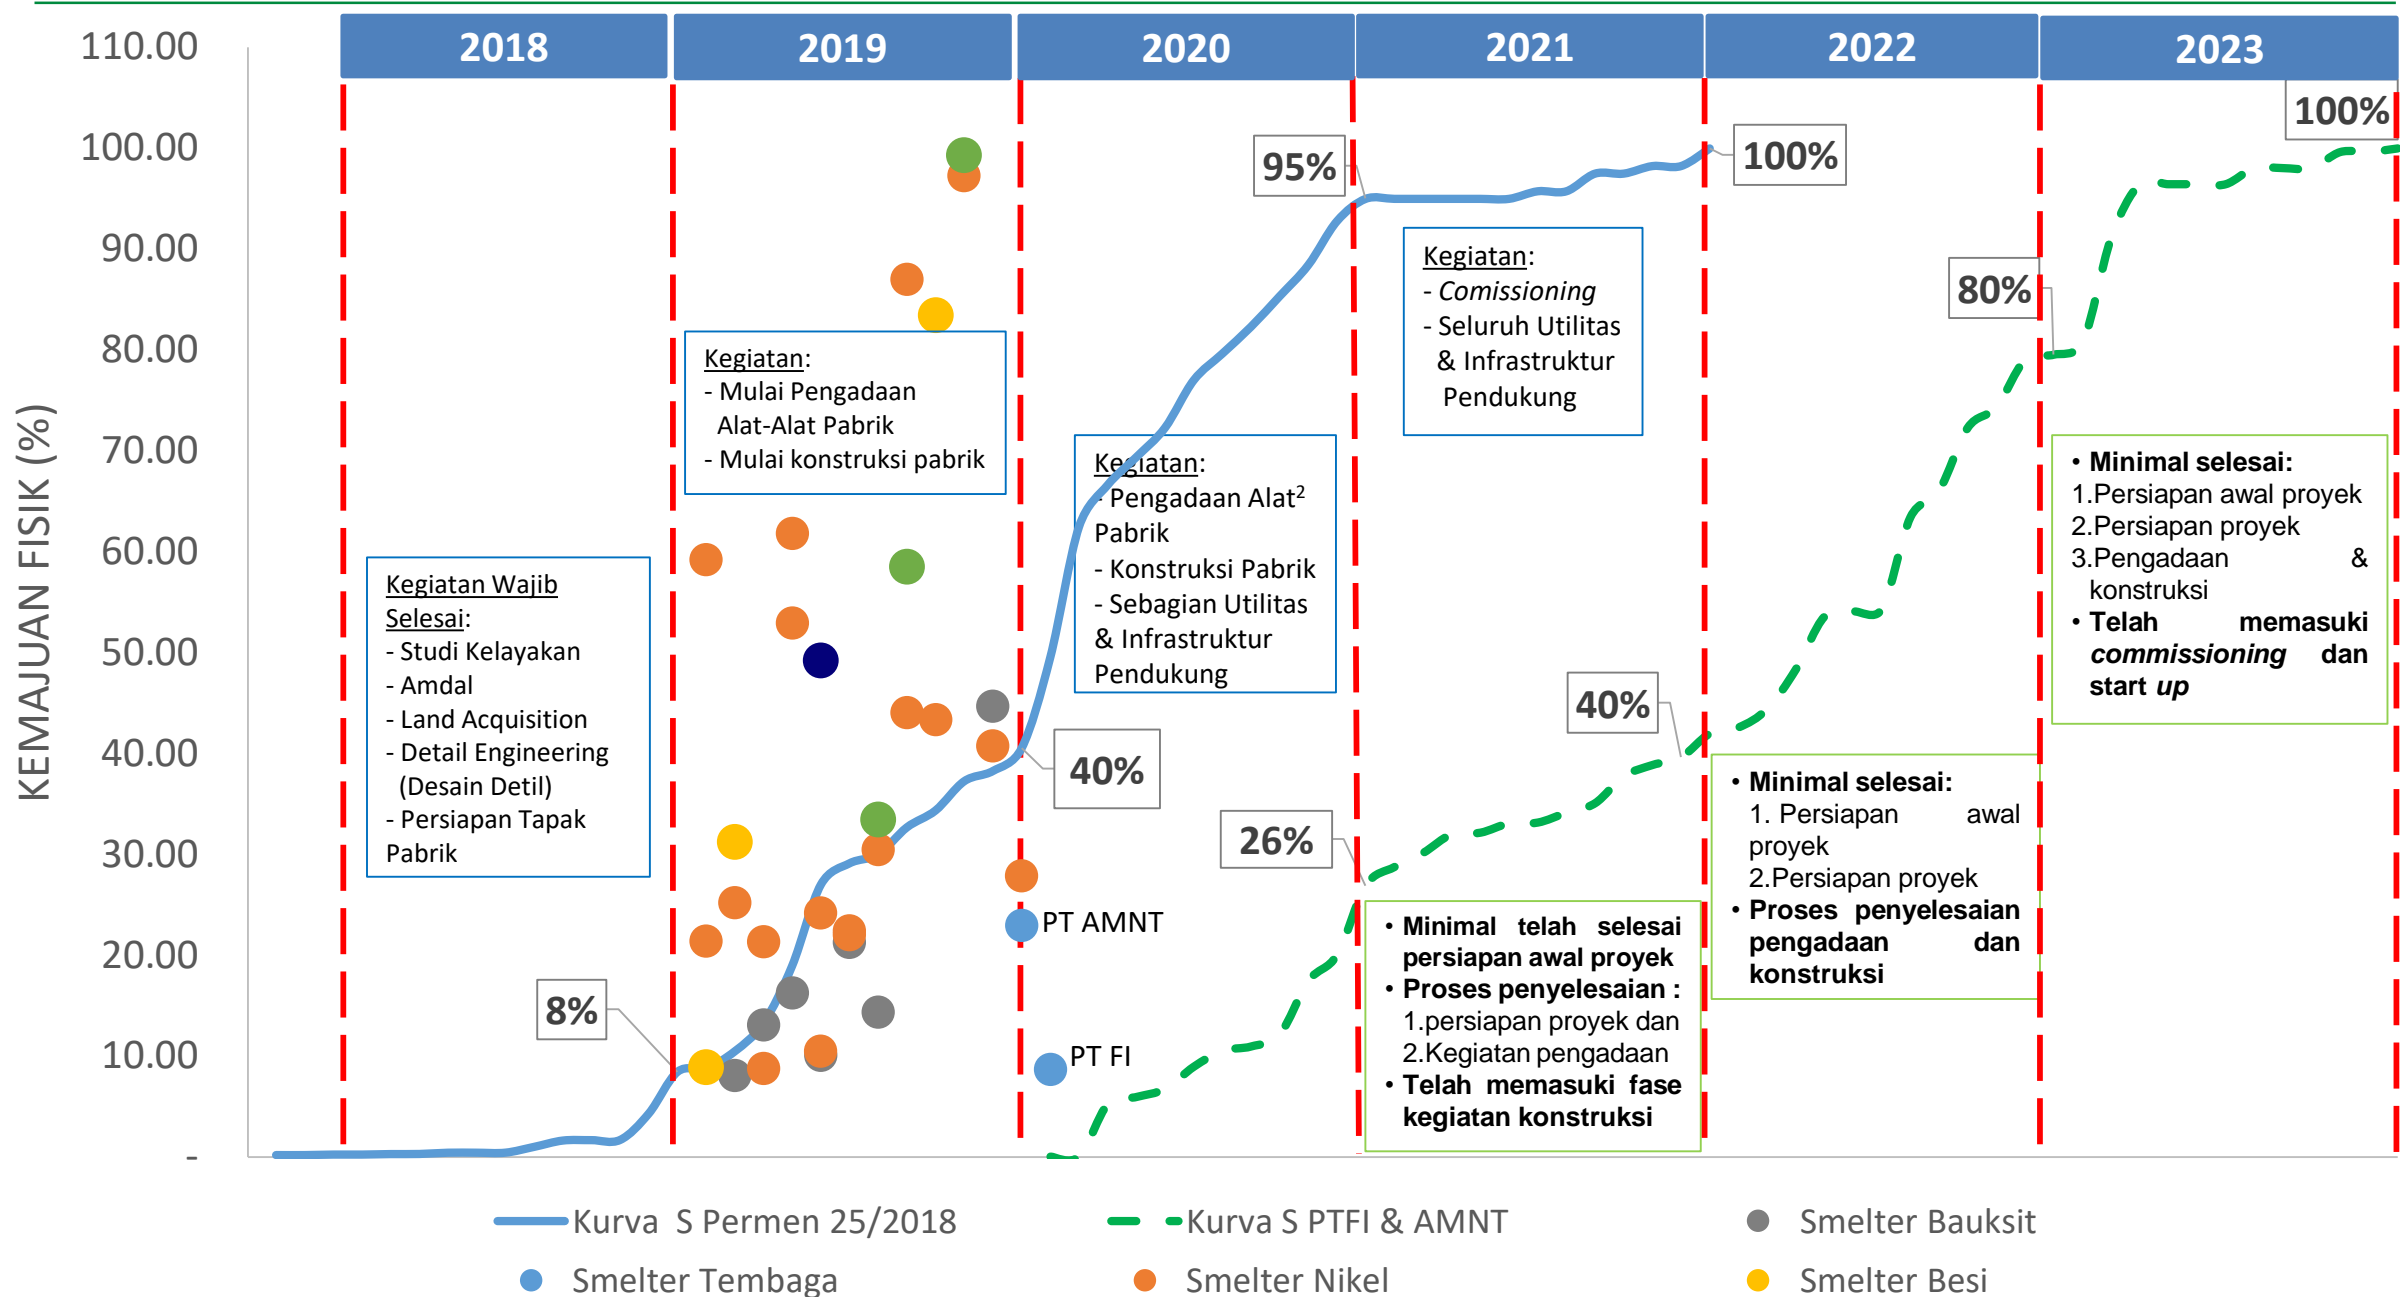 2018 2019 2020 2021 2022 2023
KEMAJUAN FISIK (%)
110.00
100.00
90.00
80.00
70.00
60.00
50.00
40.00
30.00
20.00
10.00
-
Kegiatan Wajib
Selesai:
- Studi Kelayakan
- Amdal
- Land Acquisition
- Detail Engineering
(Desain Detil)
- Persiapan Tapak
Pabrik
8%
Kegiatan:
- Mulai Pengadaan
Alat-Alat Pabrik
- Mulai konstruksi pabrik
40%
Kegiatan:
- Pengadaan Alat²
Pabrik
- Konstruksi Pabrik
- Sebagian Utilitas
& Infrastruktur
Pendukung
95%
Kegiatan:
- Comissioning
- Seluruh Utilitas
& Infrastruktur
Pendukung
100%
PT AMNT
PT FI
26%
• Minimal telah selesai
persiapan awal proyek
• Proses penyelesaian :
1.persiapan proyek dan
2.Kegiatan pengadaan
• Telah memasuki fase
kegiatan konstruksi
40%
• Minimal selesai:
1. Persiapan awal
proyek
2.Persiapan proyek
• Proses penyelesaian
pengadaan dan
konstruksi
80%
• Minimal selesai:
1.Persiapan awal proyek
2.Persiapan proyek
3.Pengadaan &
konstruksi
• Telah memasuki
commissioning dan
start up
100%
Kurva S Permen 25/2018
Kurva S PTFI & AMNT
Smelter Bauksit
Smelter Tembaga
Smelter Nikel
Smelter Besi